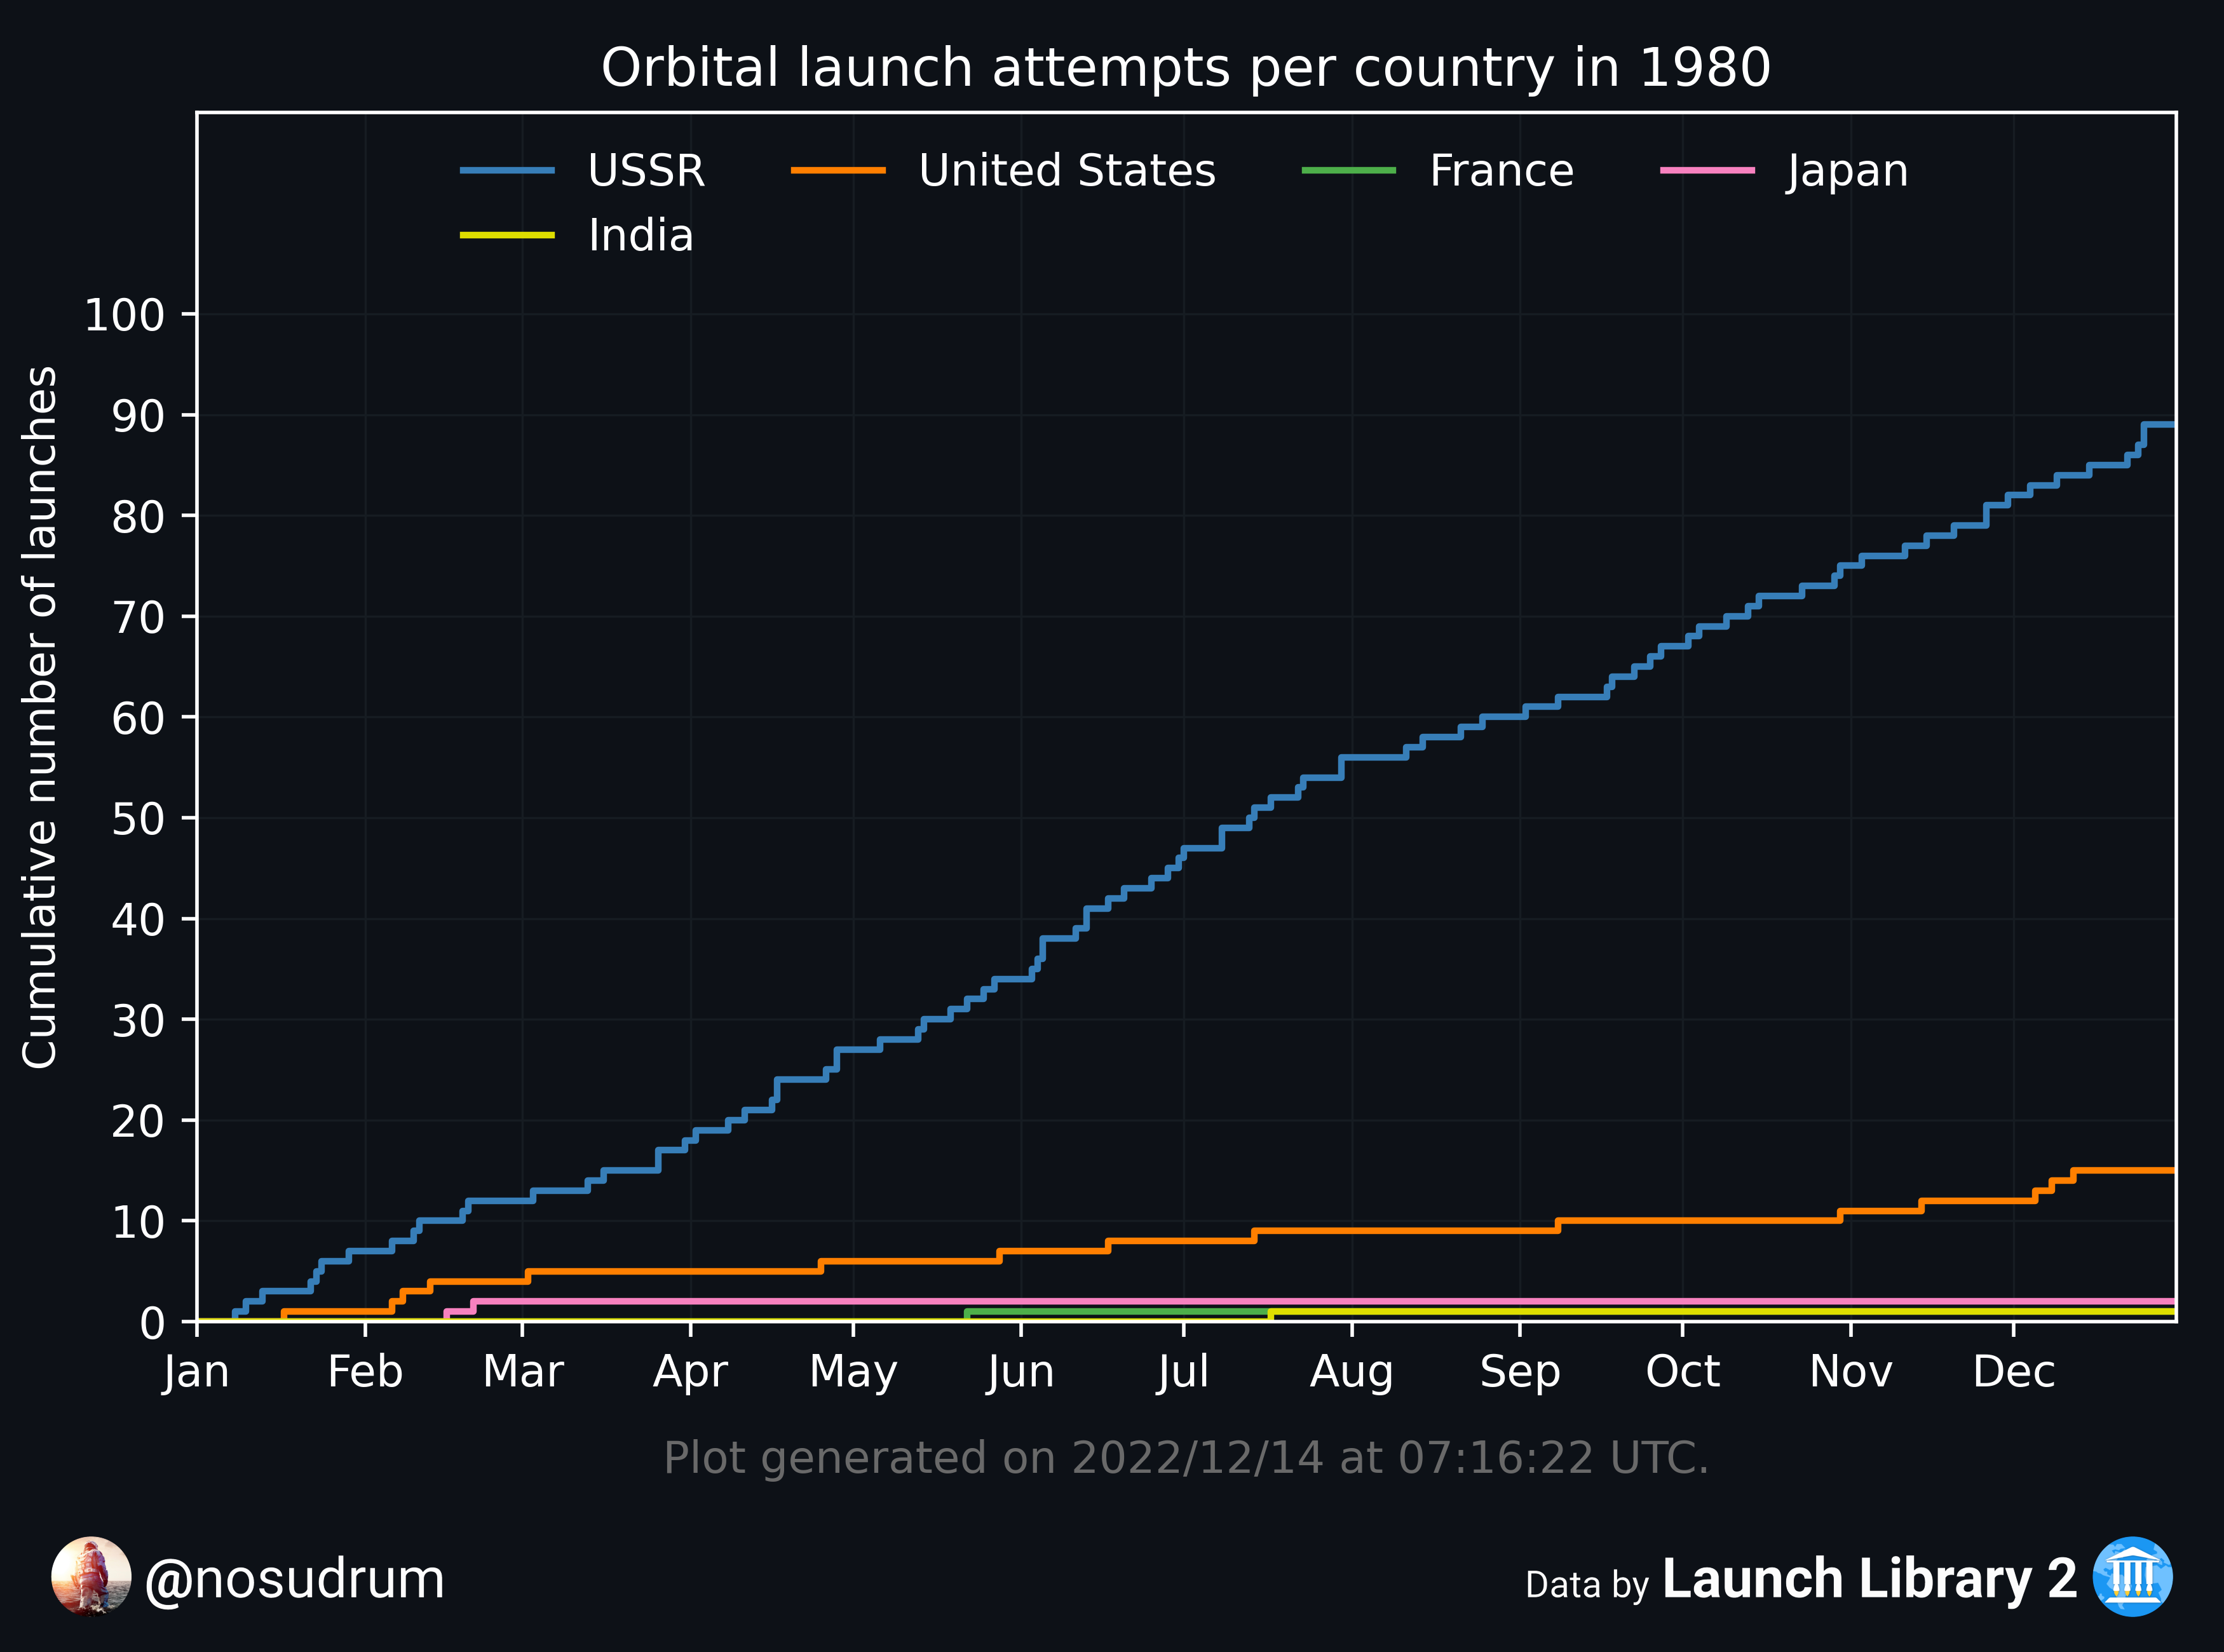 Orbital launch attempts per country in 1980
USSR United States France Japan
India
Cumulative number of launches
100
90
80
70
60
50
40
30
20
10
0
Jan Feb Mar Apr May Jun Jul Aug Sep Oct Nov Dec
Plot generated on 2022/12/14 at 07:16:22 UTC.
@nosudrum
Data by Launch Library 2